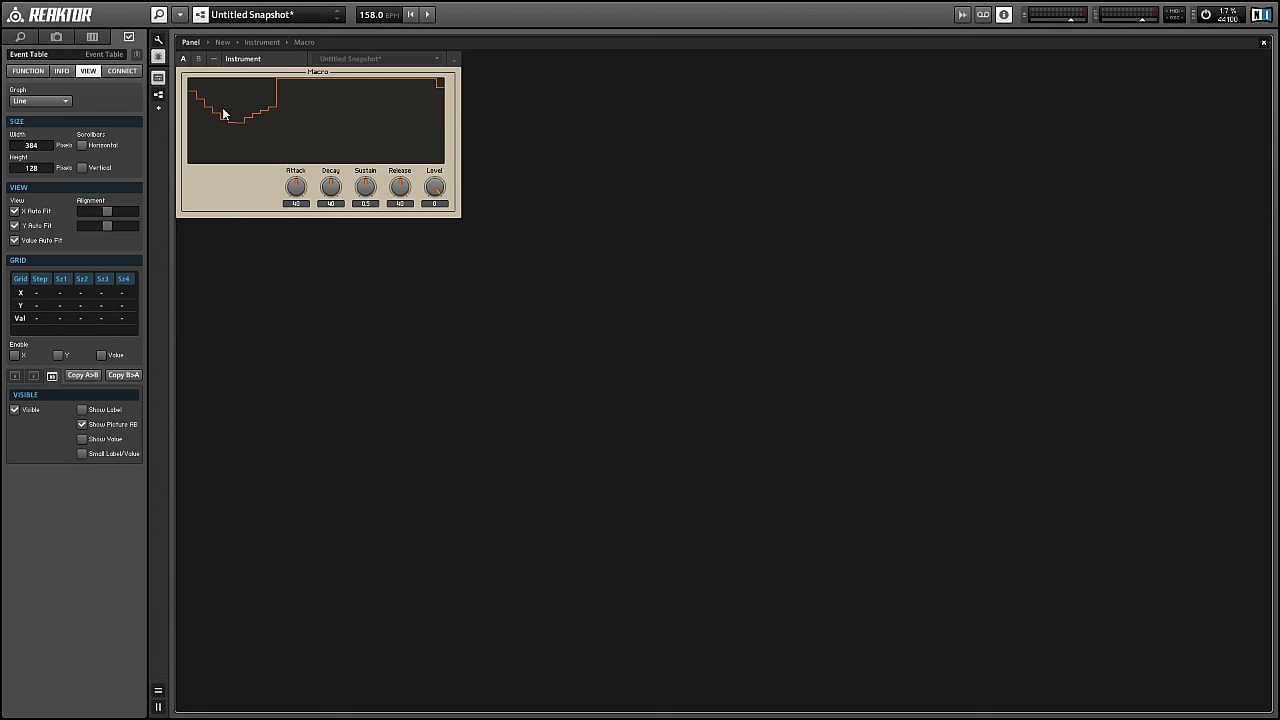 REAKTOR
Untitled Snapshot*
158.0 BPM
1.7 %
44100
Event Table Event Table
FUNCTION INFO VIEW CONNECT
Graph
Line
SIZE
Width Scrollbars
384 Pixels Horizontal
Height
128 Pixels Vertical
VIEW
View Alignment
X Auto Fit
Y Auto Fit
Value Auto Fit
GRID
Grid Step Sz1 Sz2 Sz3 Sz4
X - - - - -
Y - - - - -
Val - - - - -
Enable
X Y Value
Copy A>B Copy B>A
VISIBLE
Visible Show Label
Show Picture AB
Show Value
Small Label/Value
Panel New Instrument Macro
A B Instrument Untitled Snapshot*
Macro
Attack Decay Sustain Release Level
40 40 0.5 40 0